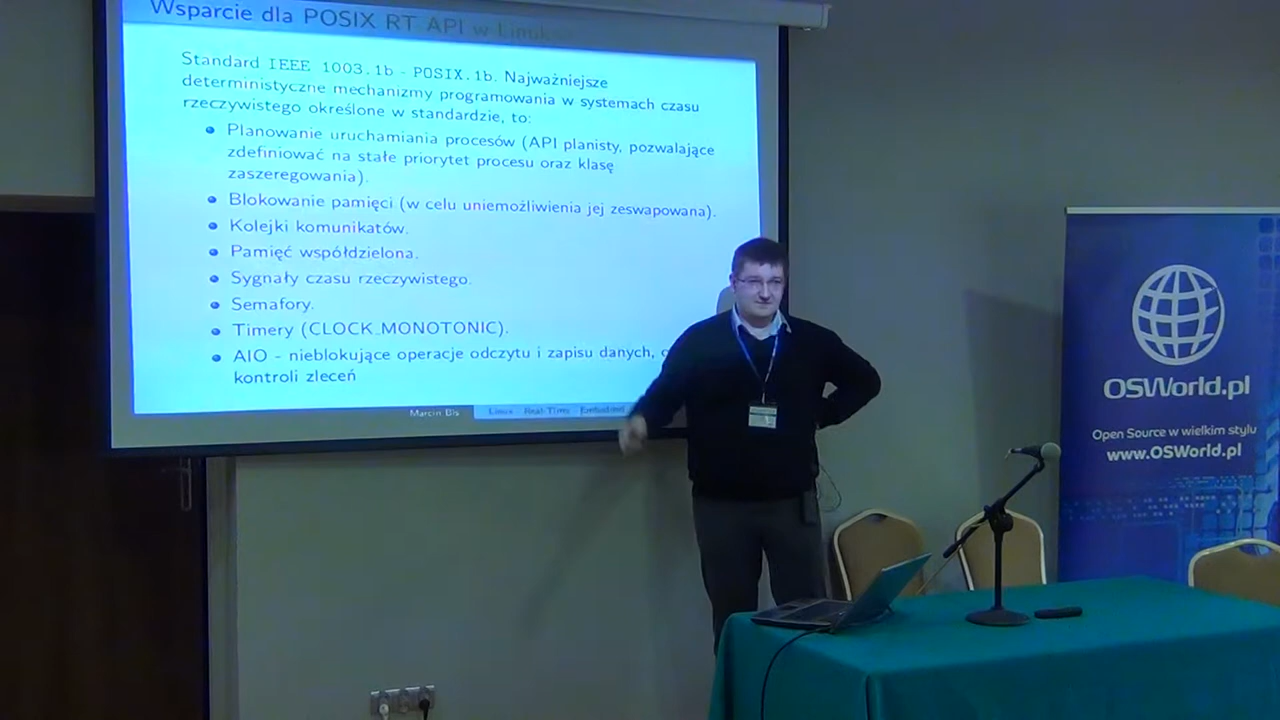 Wsparcie dla POSIX RT API w Linuksie
Standard IEEE 1003.1b - POSIX.1b. Najważniejsze
deterministyczne mechanizmy programowania w systemach czasu
rzeczywistego określone w standardzie, to:
Planowanie uruchamiania procesów (API planisty, pozwalające
zdefiniować na stałe priorytet procesu oraz klasę
zaszeregowania).
Blokowanie pamięci (w celu uniemożliwienia jej zeswapowana).
Kolejki komunikatów.
Pamięć współdzielona.
Sygnały czasu rzeczywistego.
Semafory.
Timery (CLOCK_MONOTONIC).
AIO - nieblokujące operacje odczytu i zapisu danych,
kontroli zleceń
Marcin Bis Linux Real-Time Embedded
OSWorld.pl
Open Source w wielkim stylu
www.OSWorld.pl